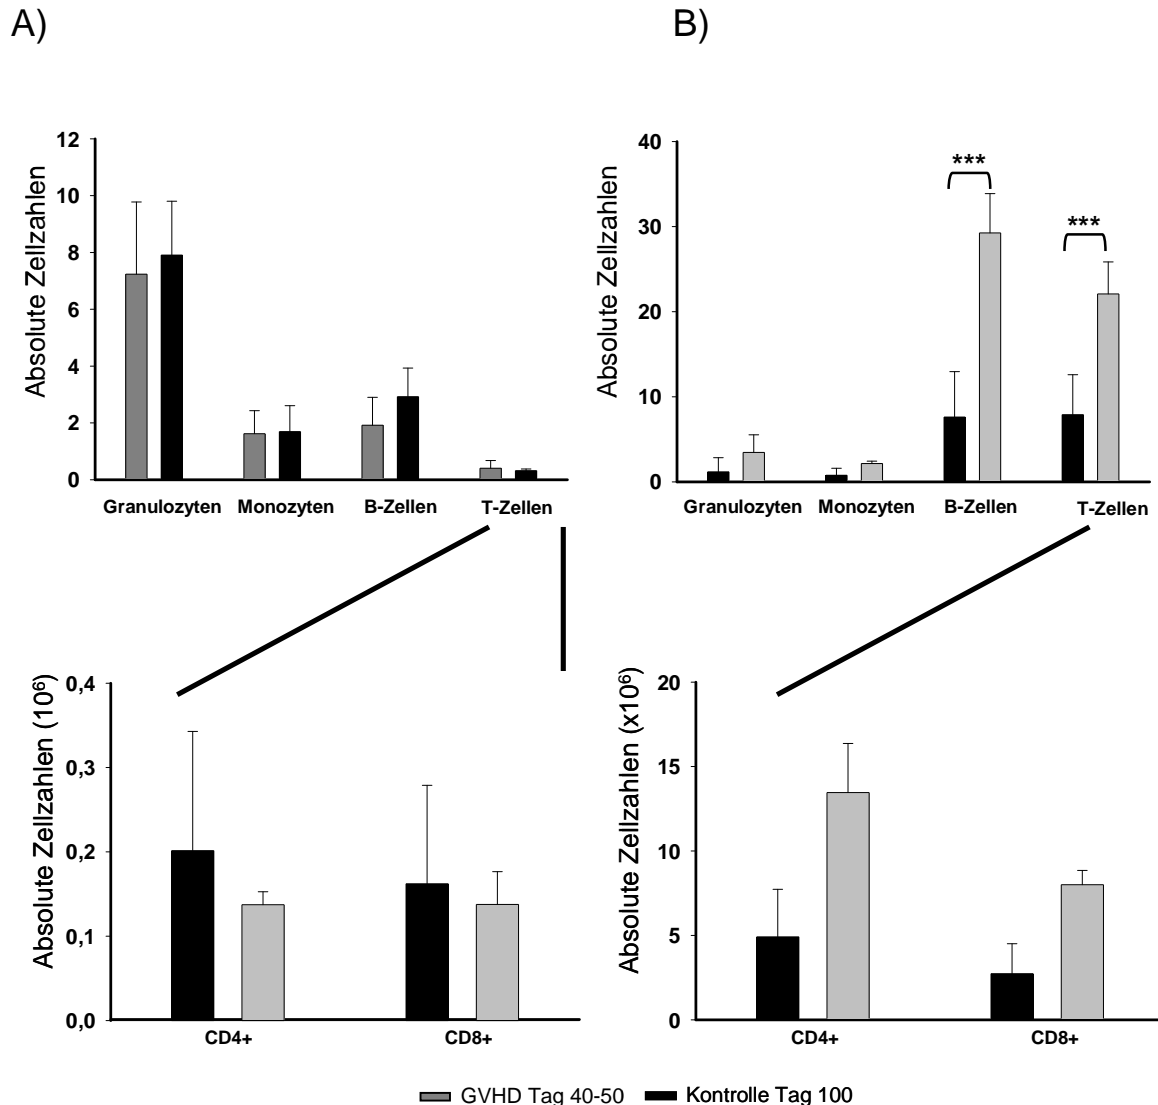 A)
B)
Absolute Zellzahlen
12
10
8
6
4
2
0
Granulozyten Monozyten B-Zellen T-Zellen
Absolute Zellzahlen
40
30
20
10
0
***
***
Granulozyten Monozyten B-Zellen T-Zellen
Absolute Zellzahlen (10⁶)
0,4
0,3
0,2
0,1
0,0
CD4+ CD8+
Absolute Zellzahlen (x10⁶)
20
15
10
5
0
CD4+ CD8+
GVHD Tag 40-50 Kontrolle Tag 100